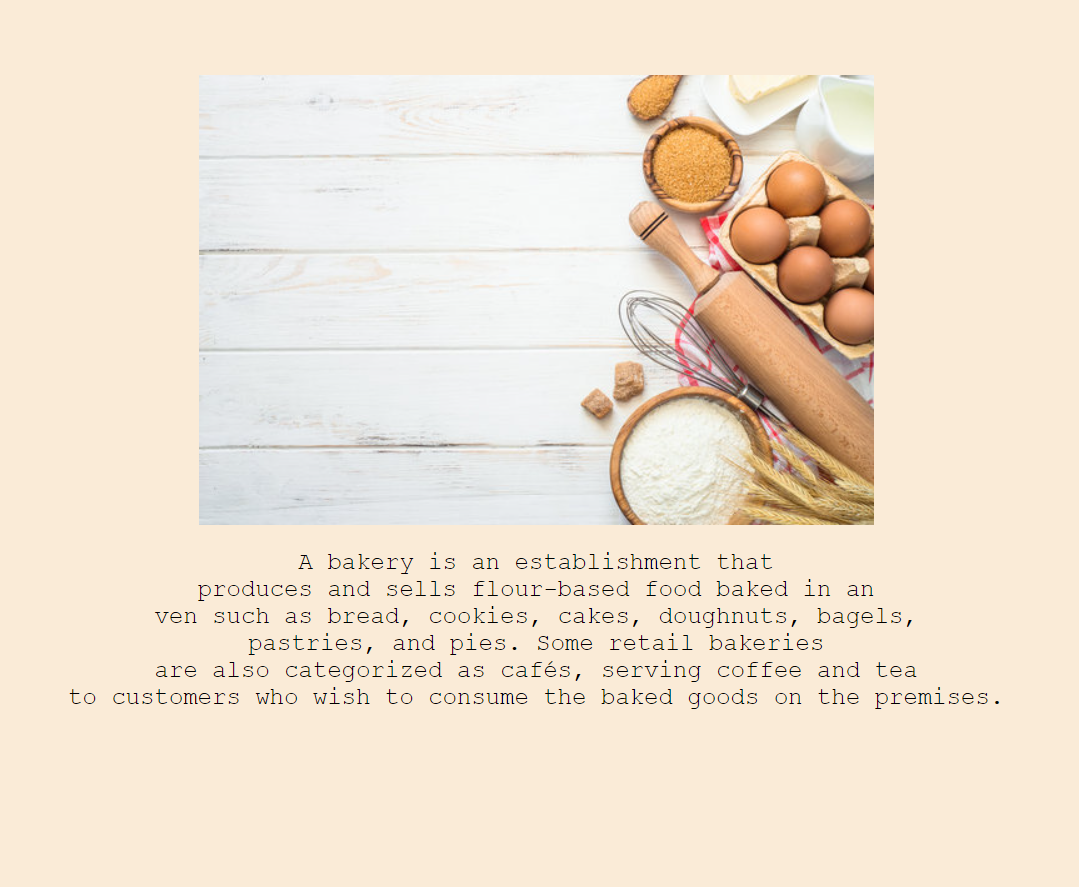 A bakery is an establishment that
produces and sells flour-based food baked in an
ven such as bread, cookies, cakes, doughnuts, bagels,
pastries, and pies. Some retail bakeries
are also categorized as cafés, serving coffee and tea
to customers who wish to consume the baked goods on the premises.